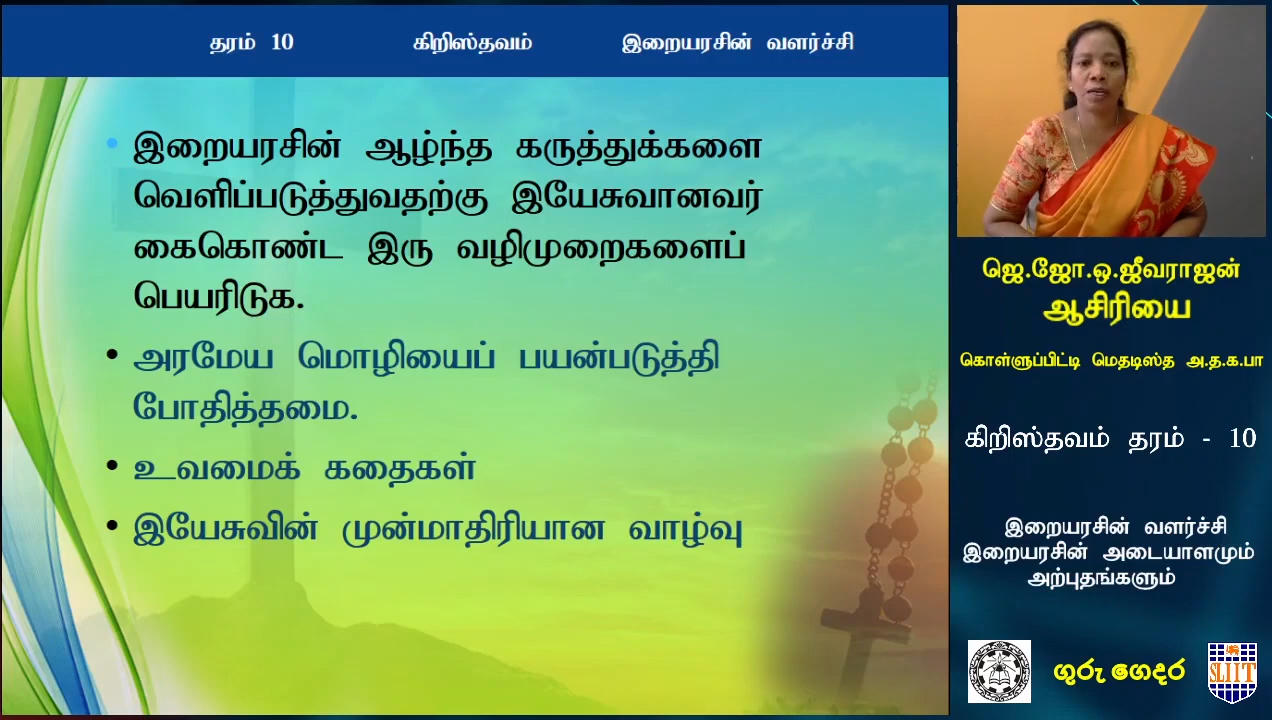 தரம் 10 கிறிஸ்தவம் இறையரசின் வளர்ச்சி
இறையரசின் ஆழ்ந்த கருத்துக்களை
வெளிப்படுத்துவதற்கு இயேசுவானவர்
கைகொண்ட இரு வழிமுறைகளைப்
பெயரிடுக.
அரமேய மொழியைப் பயன்படுத்தி
போதித்தமை.
உவமைக் கதைகள்
இயேசுவின் முன்மாதிரியான வாழ்வு
ஜெ.ஜோ.ஒ.ஜீவராஜன்
ஆசிரியை
கொள்ளுப்பிட்டி மெதடிஸ்த அ.த.க.பா
கிறிஸ்தவம் தரம் - 10
இறையரசின் வளர்ச்சி
இறையரசின் அடையாளமும்
அற்புதங்களும்
ගුරු ගෙදර
SLIIT